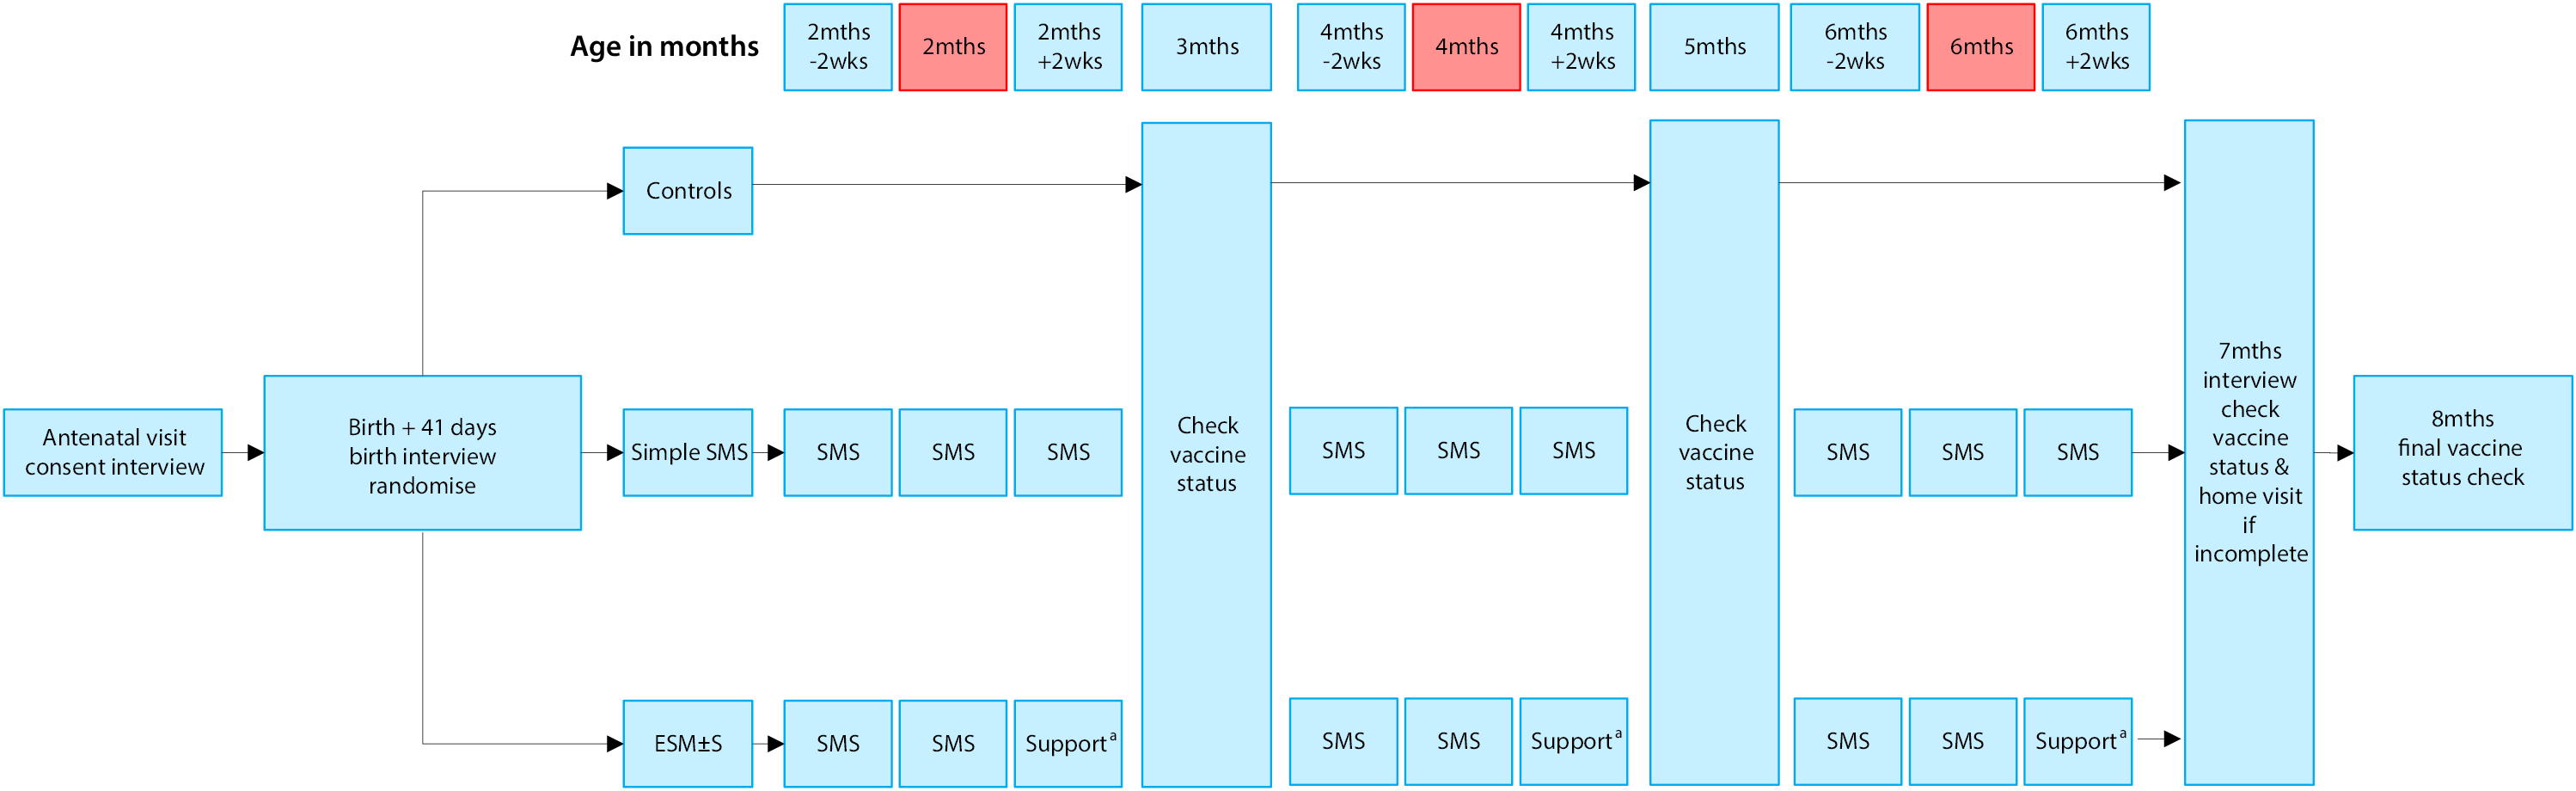 Age in months
2mths
-2wks
2mths
2mths
+2wks
3mths
4mths
-2wks
4mths
4mths
+2wks
5mths
6mths
-2wks
6mths
6mths
+2wks
Controls
Antenatal visit
consent interview
Birth + 41 days
birth interview
randomise
Simple SMS
SMS
SMS
SMS
Check
vaccine
status
SMS
SMS
SMS
Check
vaccine
status
SMS
SMS
SMS
7mths
interview
check
vaccine
status &
home visit
if
incomplete
8mths
final vaccine
status check
ESM±S
SMS
SMS
Supportᵃ
SMS
SMS
Supportᵃ
SMS
SMS
Supportᵃ